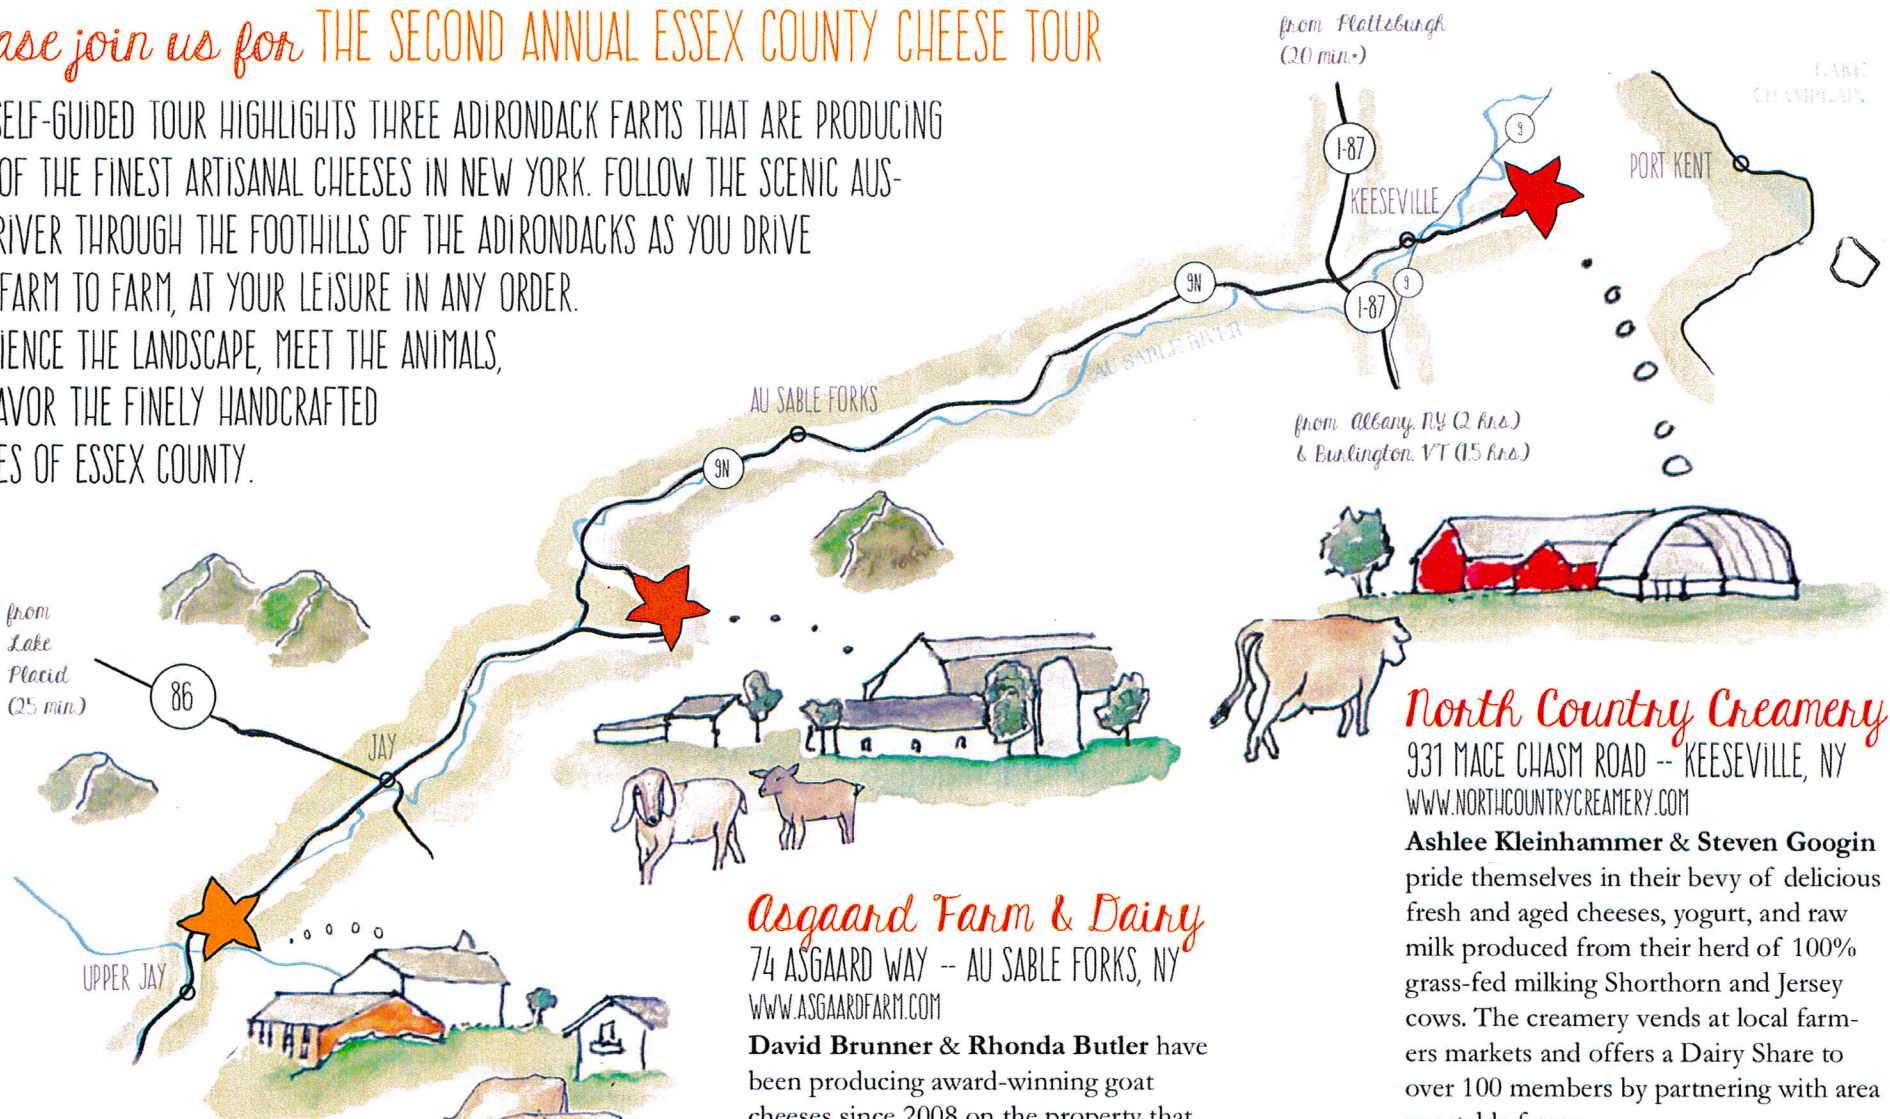 ase join us for THE SECOND ANNUAL ESSEX COUNTY CHEESE TOUR
SELF-GUIDED TOUR HIGHLIGHTS THREE ADIRONDACK FARMS THAT ARE PRODUCING
OF THE FINEST ARTISANAL CHEESES IN NEW YORK. FOLLOW THE SCENIC AUS-
RIVER THROUGH THE FOOTHILLS OF THE ADIRONDACKS AS YOU DRIVE
FARM TO FARM, AT YOUR LEISURE IN ANY ORDER.
IENCE THE LANDSCAPE, MEET THE ANIMALS,
AVOR THE FINELY HANDCRAFTED
ES OF ESSEX COUNTY.
from Plattsburgh
(20 min.)
LAKE
CHAMPLAIN
9
I-87
PORT KENT
KEESEVILLE
9N
9
I-87
AU SABLE RIVER
AU SABLE FORKS
from Albany, NY (2 hrs.)
& Burlington, VT (1.5 hrs.)
9N
from
Lake
Placid
(25 min.)
86
JAY
UPPER JAY
Asgaard Farm & Dairy
74 ASGAARD WAY -- AU SABLE FORKS, NY
WWW.ASGAARDFARM.COM
David Brunner & Rhonda Butler have
been producing award-winning goat
cheeses since 2008 on the property that
North Country Creamery
931 MACE CHASM ROAD -- KEESEVILLE, NY
WWW.NORTHCOUNTRYCREAMERY.COM
Ashlee Kleinhammer & Steven Googin
pride themselves in their bevy of delicious
fresh and aged cheeses, yogurt, and raw
milk produced from their herd of 100%
grass-fed milking Shorthorn and Jersey
cows. The creamery vends at local farm-
ers markets and offers a Dairy Share to
over 100 members by partnering with area